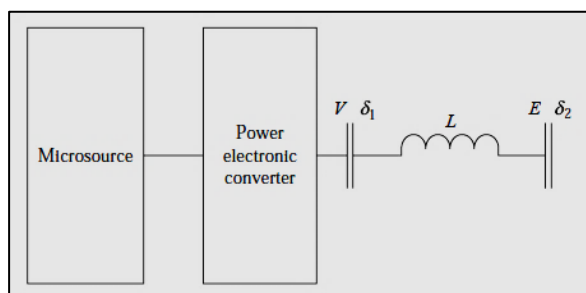 Microsource
Power
electronic
converter
V δ₁
L
E δ₂